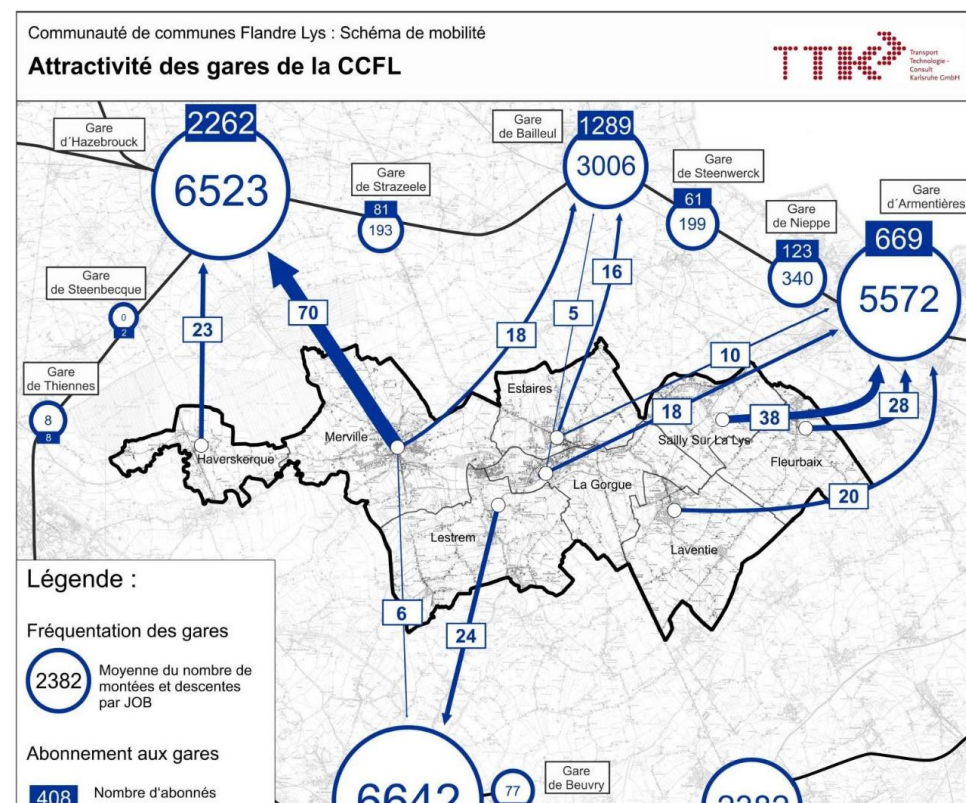 Communauté de communes Flandre Lys : Schéma de mobilité
Attractivité des gares de la CCFL
TTK
Transport
Technologie -
Consult
Karlsruhe GmbH
Gare
d´Hazebrouck
2262
6523
Gare
de Strazeele
81
193
Gare
de Bailleul
1289
3006
Gare
de Steenwerck
61
199
Gare
de Nieppe
123
340
Gare
d´Armentières
669
5572
Gare
de Steenbecque
0
2
Gare
de Thiennes
8
8
23
70
18
5
16
10
18
38
28
20
6
24
Haverskerque
Merville
Estaires
Sailly Sur La Lys
Fleurbaix
La Gorgue
Lestrem
Laventie
Légende :
Fréquentation des gares
2382
Moyenne du nombre de
montées et descentes
par JOB
Abonnement aux gares
408
Nombre d'abonnés
6642
77
Gare
de Beuvry
2382